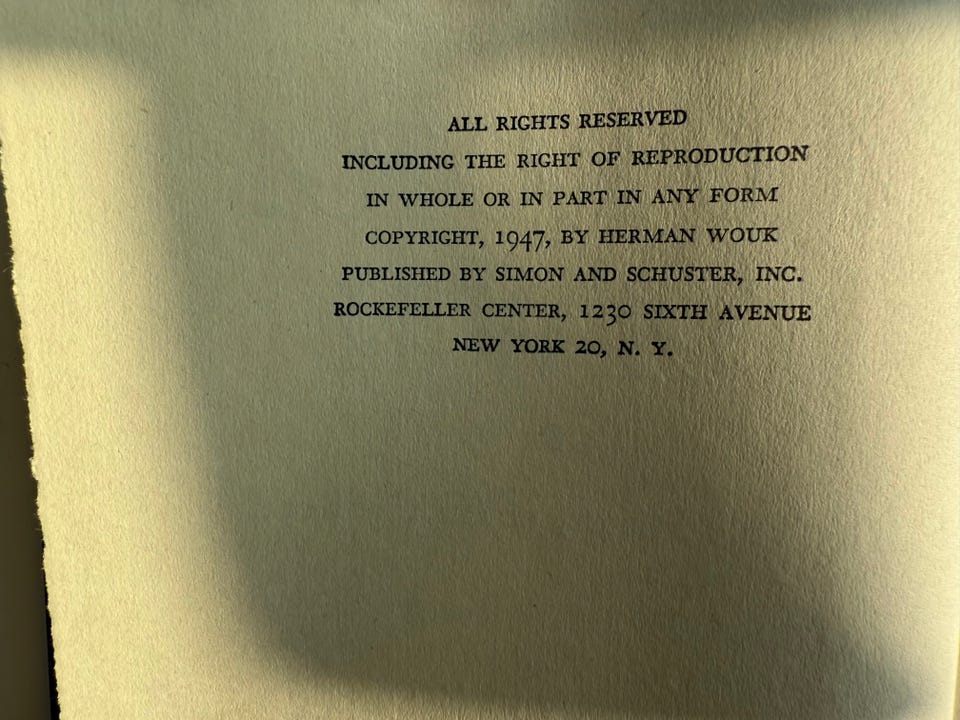 ALL RIGHTS RESERVED
INCLUDING THE RIGHT OF REPRODUCTION
IN WHOLE OR IN PART IN ANY FORM
COPYRIGHT, 1947, BY HERMAN WOUK
PUBLISHED BY SIMON AND SCHUSTER, INC.
ROCKEFELLER CENTER, 1230 SIXTH AVENUE
NEW YORK 20, N. Y.